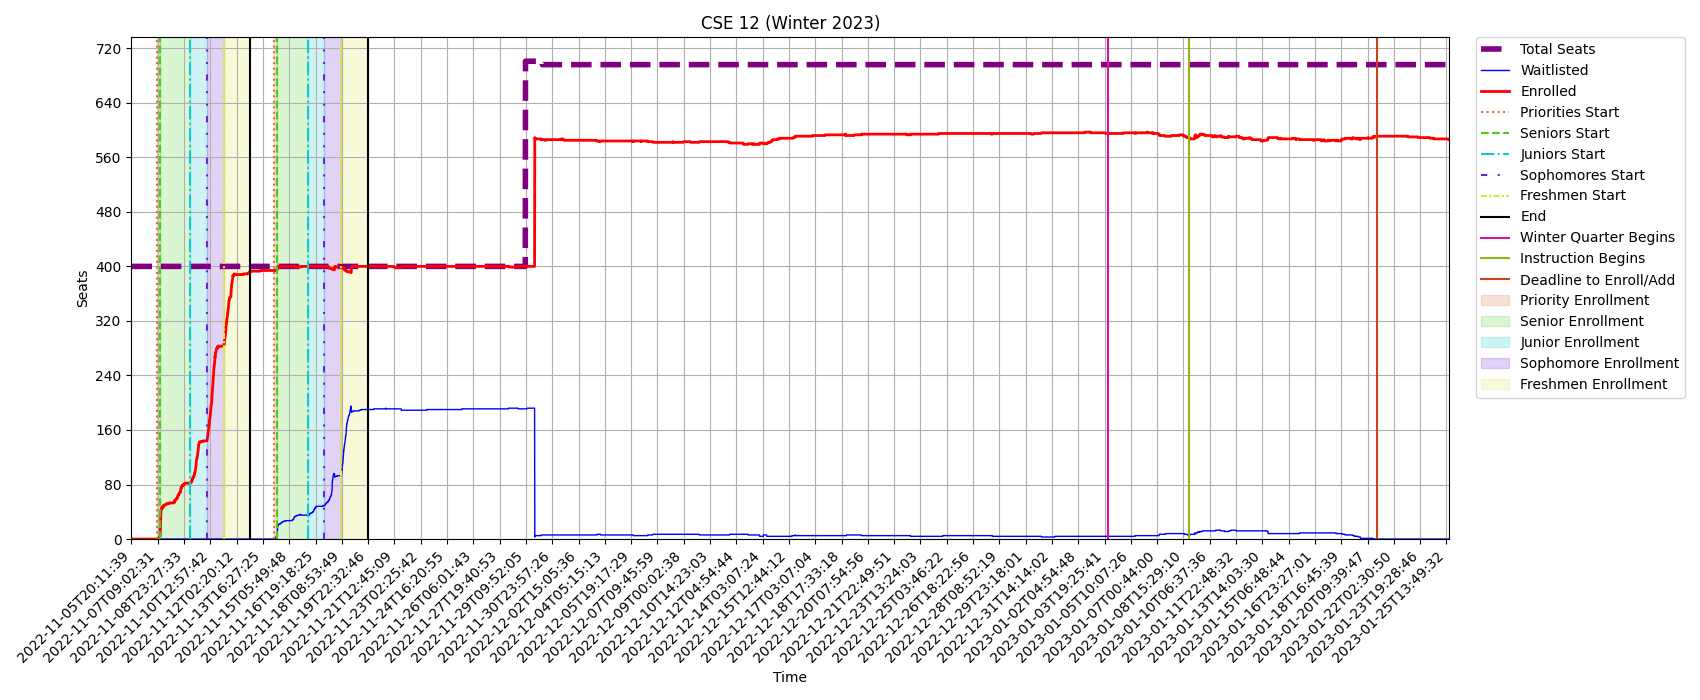 CSE 12 (Winter 2023)
Seats
720
640
560
480
400
320
240
160
80
0
2022-11-05T20:11:39
2022-11-07T09:02:31
2022-11-08T23:27:33
2022-11-10T12:57:42
2022-11-12T02:20:12
2022-11-13T16:27:25
2022-11-15T05:49:48
2022-11-16T19:18:25
2022-11-18T08:53:49
2022-11-19T22:32:46
2022-11-21T12:45:09
2022-11-23T02:25:42
2022-11-24T16:20:55
2022-11-26T06:01:43
2022-11-27T19:40:53
2022-11-29T09:52:05
2022-11-30T23:57:26
2022-12-02T15:05:36
2022-12-04T05:15:13
2022-12-05T19:17:29
2022-12-07T09:45:59
2022-12-09T00:02:38
2022-12-10T14:23:03
2022-12-12T04:54:44
2022-12-14T03:07:24
2022-12-15T12:44:12
2022-12-17T03:07:04
2022-12-18T17:33:18
2022-12-20T07:54:56
2022-12-21T22:49:51
2022-12-23T13:24:03
2022-12-25T03:46:22
2022-12-26T18:22:56
2022-12-28T08:52:19
2022-12-29T23:18:01
2022-12-31T14:14:02
2023-01-02T04:54:48
2023-01-03T19:25:41
2023-01-05T10:07:26
2023-01-07T00:44:00
2023-01-08T15:29:10
2023-01-10T06:37:36
2023-01-11T22:48:32
2023-01-13T14:03:30
2023-01-15T06:48:44
2023-01-16T23:27:01
2023-01-18T16:45:39
2023-01-20T09:39:47
2023-01-22T02:30:50
2023-01-23T19:28:46
2023-01-25T13:49:32
Time
Total Seats
Waitlisted
Enrolled
Priorities Start
Seniors Start
Juniors Start
Sophomores Start
Freshmen Start
End
Winter Quarter Begins
Instruction Begins
Deadline to Enroll/Add
Priority Enrollment
Senior Enrollment
Junior Enrollment
Sophomore Enrollment
Freshmen Enrollment